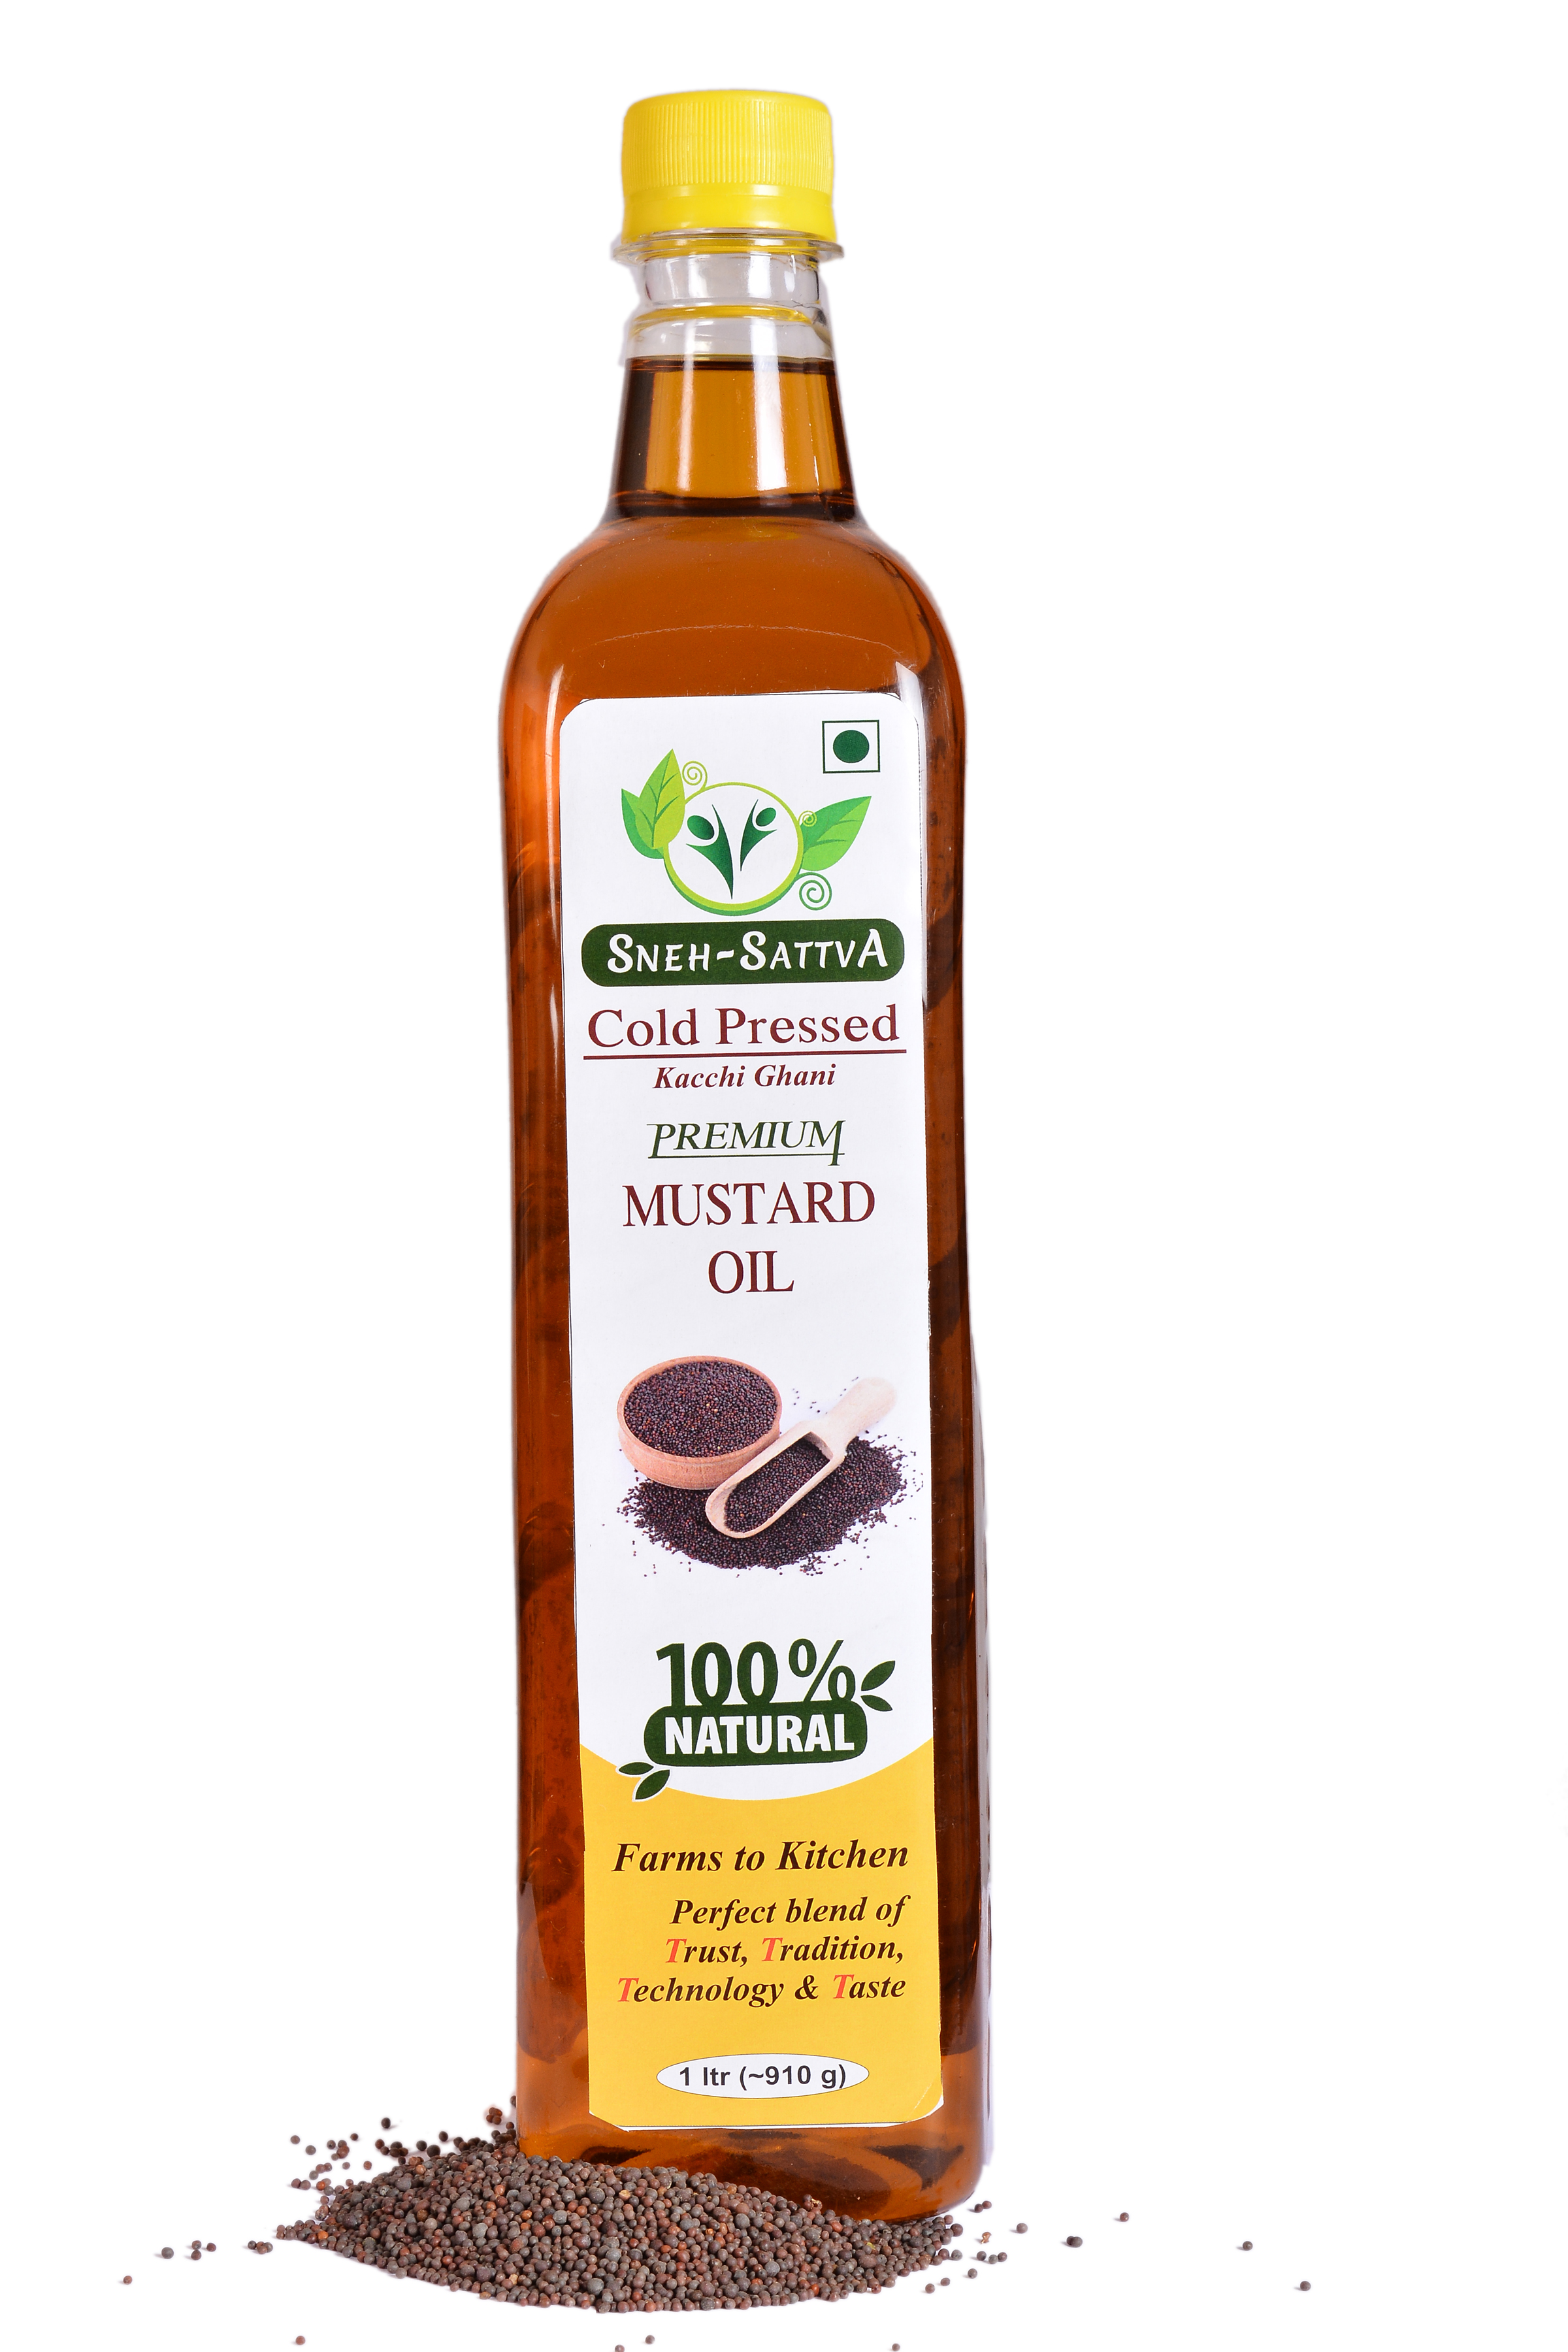 SNEH-SATTVA
Cold Pressed
Kacchi Ghani
PREMIUM
MUSTARD
OIL
100%
NATURAL
Farms to Kitchen
Perfect blend of
Trust, Tradition,
Technology & Taste
1 ltr (~910 g)